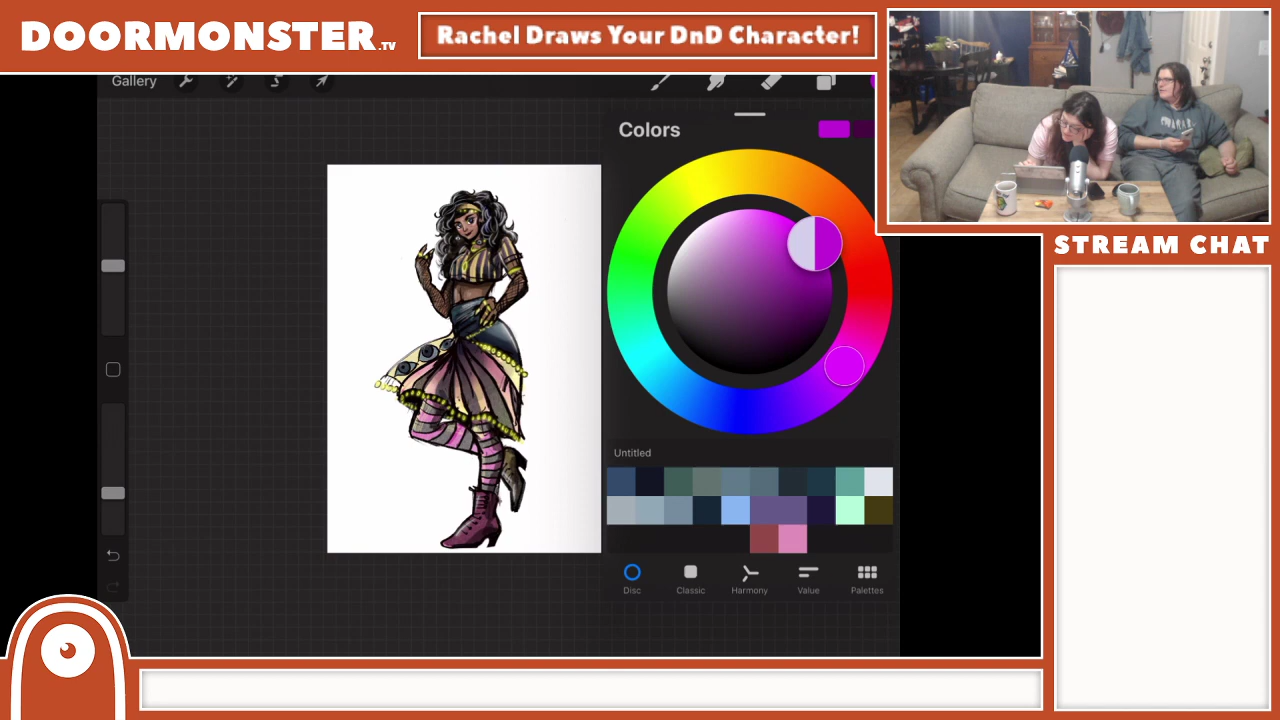 DOORMONSTER.TV
Rachel Draws Your DnD Character!
Gallery
Colors
STREAM CHAT
Untitled
Disc
Classic
Harmony
Value
Palettes